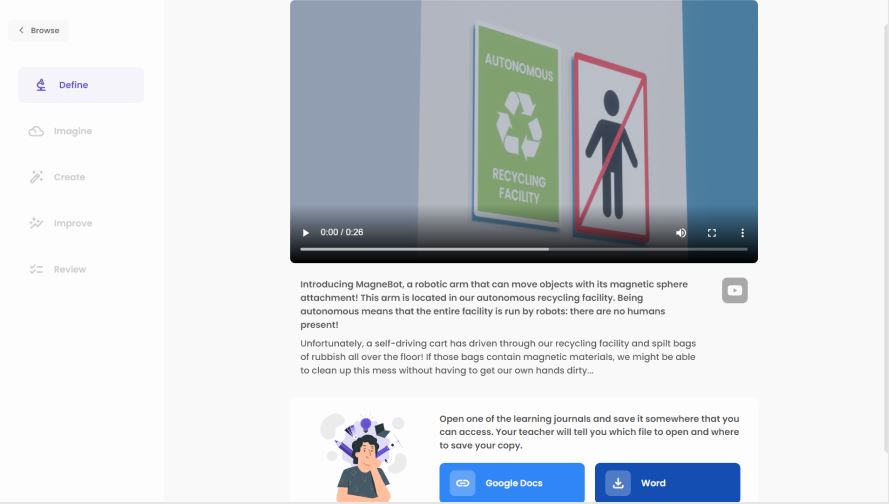 Browse
Define
Imagine
Create
Improve
Review
AUTONOMOUS
RECYCLING
FACILITY
0:00 / 0:26
Introducing MagneBot, a robotic arm that can move objects with its magnetic sphere
attachment! This arm is located in our autonomous recycling facility. Being
autonomous means that the entire facility is run by robots: there are no humans
present!
Unfortunately, a self-driving cart has driven through our recycling facility and spilt bags
of rubbish all over the floor! If those bags contain magnetic materials, we might be able
to clean up this mess without having to get our own hands dirty...
Open one of the learning journals and save it somewhere that you
can access. Your teacher will tell you which file to open and where
to save your copy.
Google Docs
Word